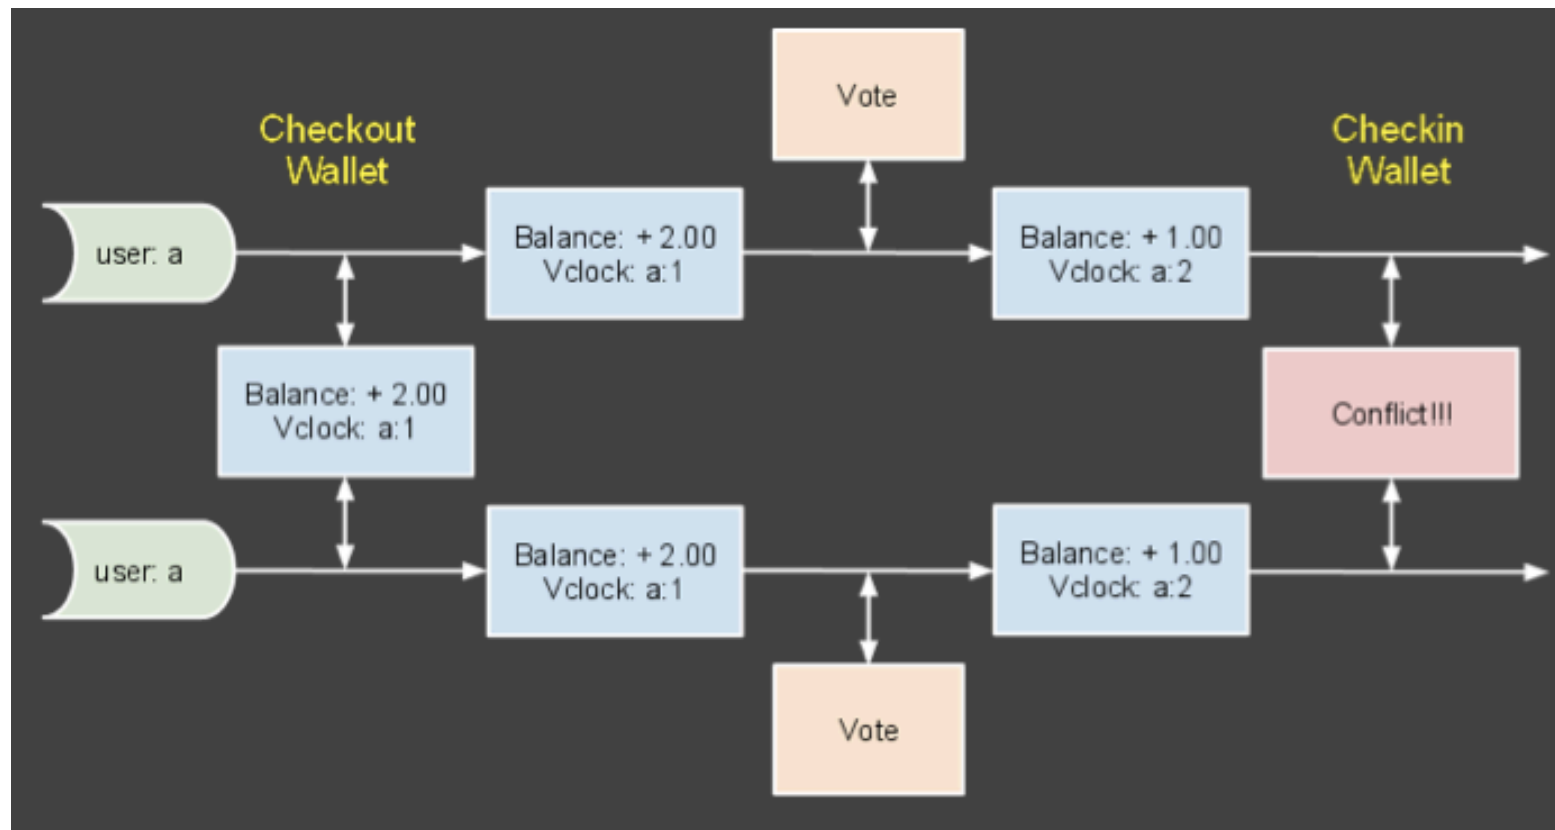 Vote
Checkout
Wallet
Checkin
Wallet
user: a
Balance: + 2.00
Vclock: a:1
Balance: + 1.00
Vclock: a:2
Balance: + 2.00
Vclock: a:1
Conflict!!!
user: a
Balance: + 2.00
Vclock: a:1
Balance: + 1.00
Vclock: a:2
Vote